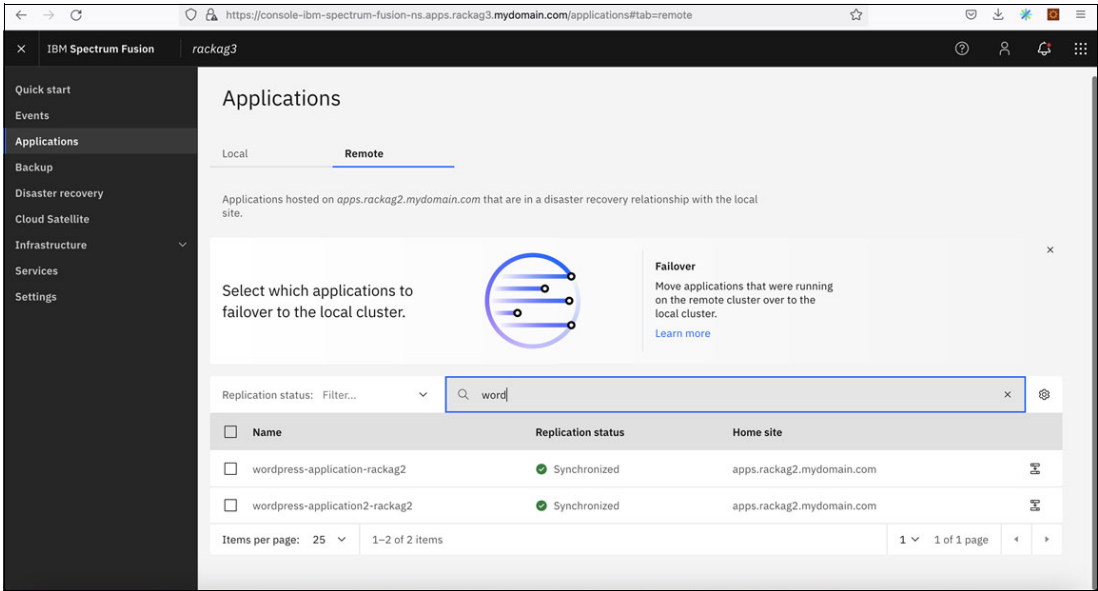 https://console-ibm-spectrum-fusion-ns.apps.rackag3.mydomain.com/applications#tab=remote
IBM Spectrum Fusion
rackag3
Quick start
Events
Applications
Backup
Disaster recovery
Cloud Satellite
Infrastructure
Services
Settings
Applications
Local Remote
Applications hosted on apps.rackag2.mydomain.com that are in a disaster recovery relationship with the local
site.
Select which applications to
failover to the local cluster.
Failover
Move applications that were running
on the remote cluster over to the
local cluster.
Learn more
Replication status: Filter... word
Name Replication status Home site
wordpress-application-rackag2 Synchronized apps.rackag2.mydomain.com
wordpress-application2-rackag2 Synchronized apps.rackag2.mydomain.com
Items per page: 25 1–2 of 2 items 1 1 of 1 page